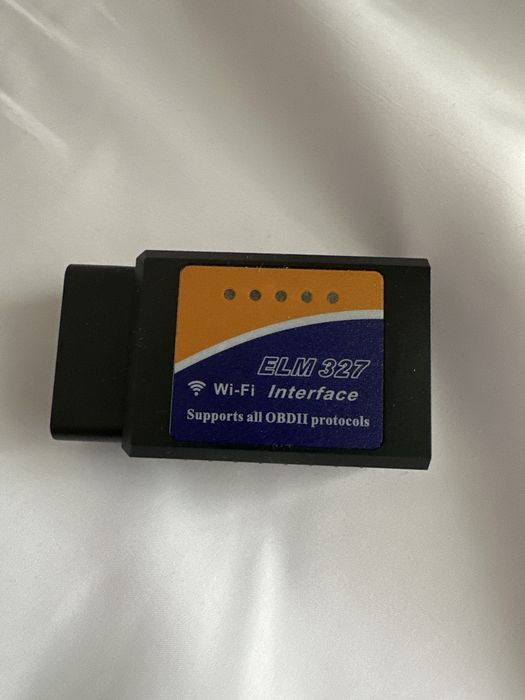 ELM 327
Wi-Fi Interface
Supports all OBDII protocols